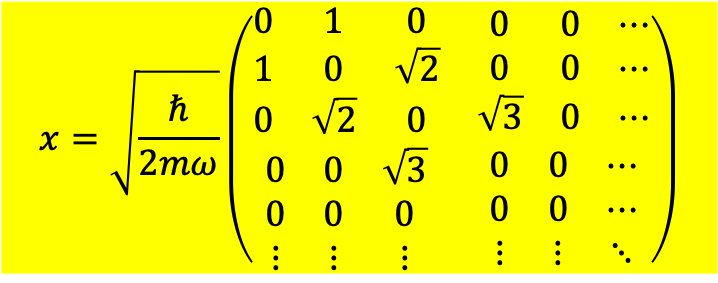 x = √(ħ/2mω) ( 0 1 0 0 0 ⋯
1 0 √2 0 0 ⋯
0 √2 0 √3 0 ⋯
0 0 √3 0 0 ⋯
0 0 0 0 0 ⋯
⋮ ⋮ ⋮ ⋮ ⋮ ⋱ )